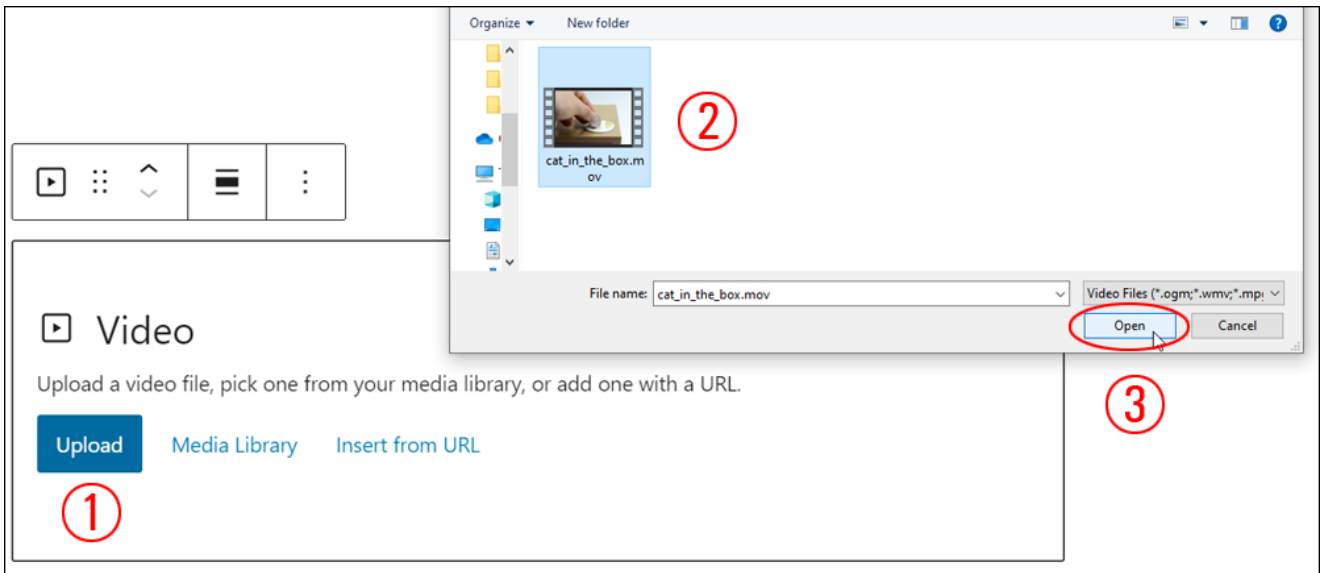 Organize New folder
cat_in_the_box.m
ov
②
File name: cat_in_the_box.mov Video Files (*.ogm;*.wmv;*.mp
Open Cancel
③
Video
Upload a video file, pick one from your media library, or add one with a URL.
Upload Media Library Insert from URL
①